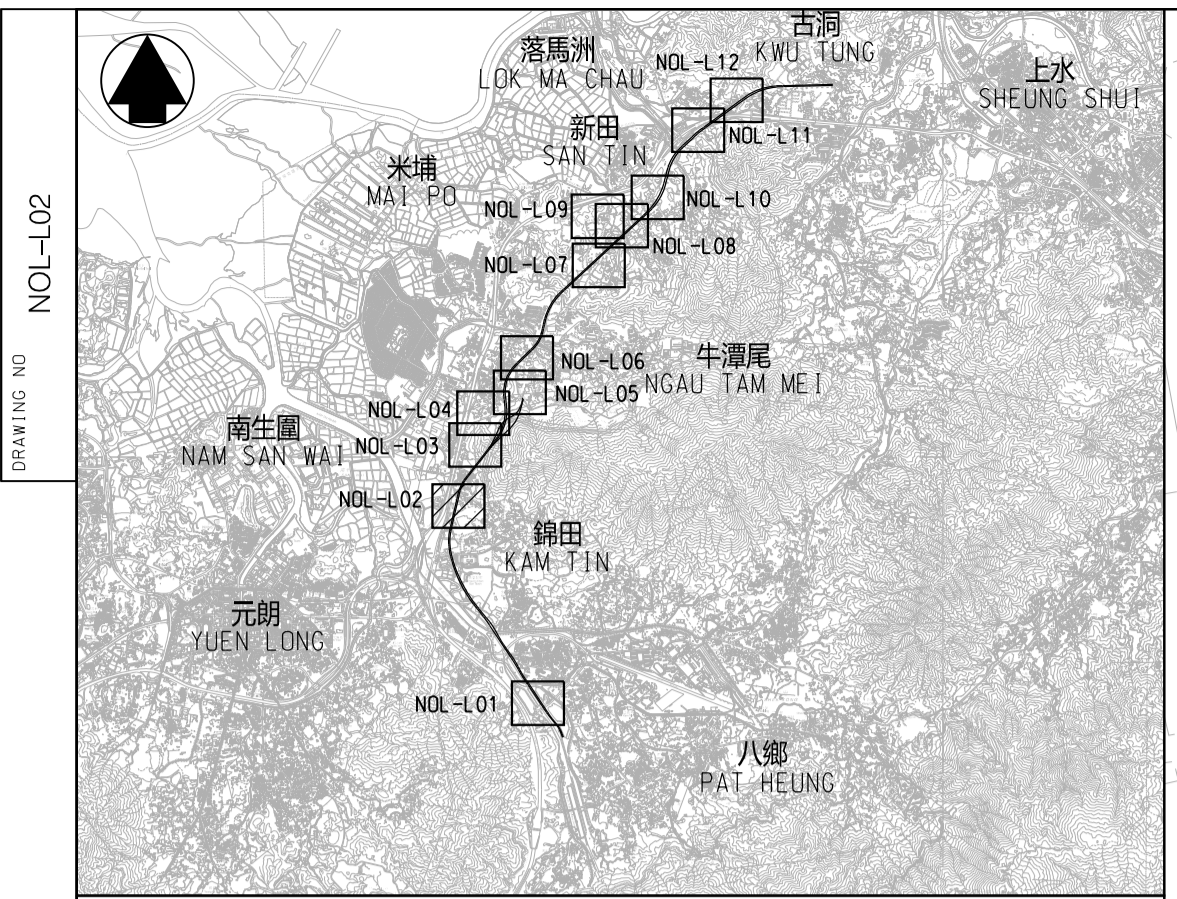 DRAWING NO
NOL-L02
古洞
KWU TUNG
落馬洲
LOK MA CHAU
NOL-L12
上水
SHEUNG SHUI
新田
SAN TIN
NOL-L11
米埔
MAI PO
NOL-L10
NOL-L09
NOL-L08
NOL-L07
NOL-L06
牛潭尾
NGAU TAM MEI
NOL-L05
NOL-L04
南生圍
NAM SAN WAI
NOL-L03
NOL-L02
錦田
KAM TIN
元朗
YUEN LONG
NOL-L01
八鄉
PAT HEUNG